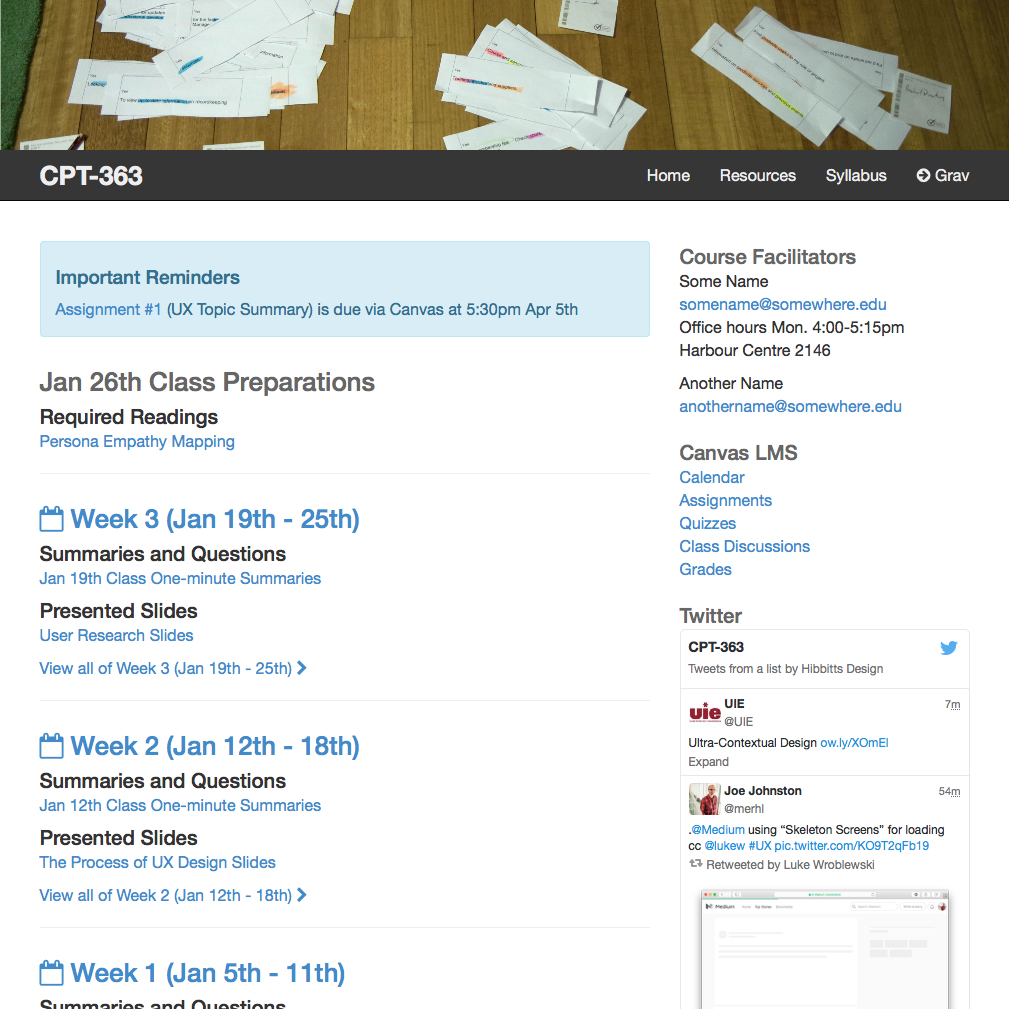 CPT-363
Home Resources Syllabus Grav
Important Reminders
Assignment #1 (UX Topic Summary) is due via Canvas at 5:30pm Apr 5th
Jan 26th Class Preparations
Required Readings
Persona Empathy Mapping
Week 3 (Jan 19th - 25th)
Summaries and Questions
Jan 19th Class One-minute Summaries
Presented Slides
User Research Slides
View all of Week 3 (Jan 19th - 25th)
Week 2 (Jan 12th - 18th)
Summaries and Questions
Jan 12th Class One-minute Summaries
Presented Slides
The Process of UX Design Slides
View all of Week 2 (Jan 12th - 18th)
Week 1 (Jan 5th - 11th)
Summaries and Questions
Course Facilitators
Some Name
somename@somewhere.edu
Office hours Mon. 4:00-5:15pm
Harbour Centre 2146
Another Name
anothername@somewhere.edu
Canvas LMS
Calendar
Assignments
Quizzes
Class Discussions
Grades
Twitter
CPT-363
Tweets from a list by Hibbitts Design
uie
UIE 7m
@UIE
Ultra-Contextual Design ow.ly/XOmEl
Expand
Joe Johnston 54m
@merhl
.@Medium using “Skeleton Screens” for loading
cc @lukew #UX pic.twitter.com/KO9T2qFb19
Retweeted by Luke Wroblewski
Medium